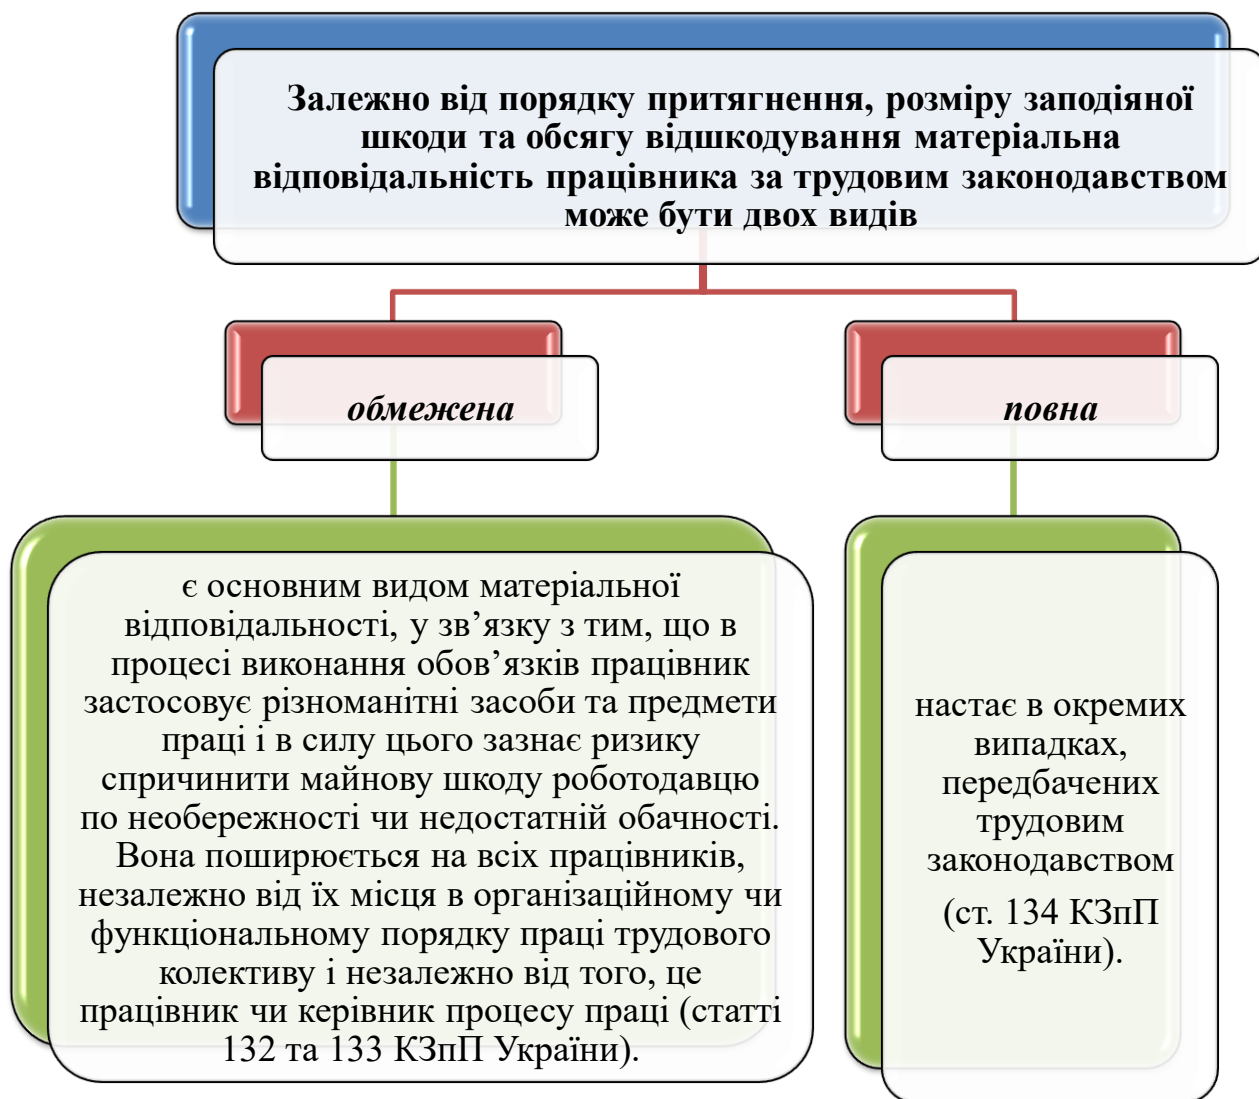 Залежно від порядку притягнення, розміру заподіяної
шкоди та обсягу відшкодування матеріальна
відповідальність працівника за трудовим законодавством
може бути двох видів
обмежена
повна
є основним видом матеріальної
відповідальності, у зв’язку з тим, що в
процесі виконання обов’язків працівник
застосовує різноманітні засоби та предмети
праці і в силу цього зазнає ризику
спричинити майнову шкоду роботодавцю
по необережності чи недостатній обачності.
Вона поширюється на всіх працівників,
незалежно від їх місця в організаційному чи
функціональному порядку праці трудового
колективу і незалежно від того, це
працівник чи керівник процесу праці (статті
132 та 133 КЗпП України).
настає в окремих
випадках,
передбачених
трудовим
законодавством
(ст. 134 КЗпП
України).